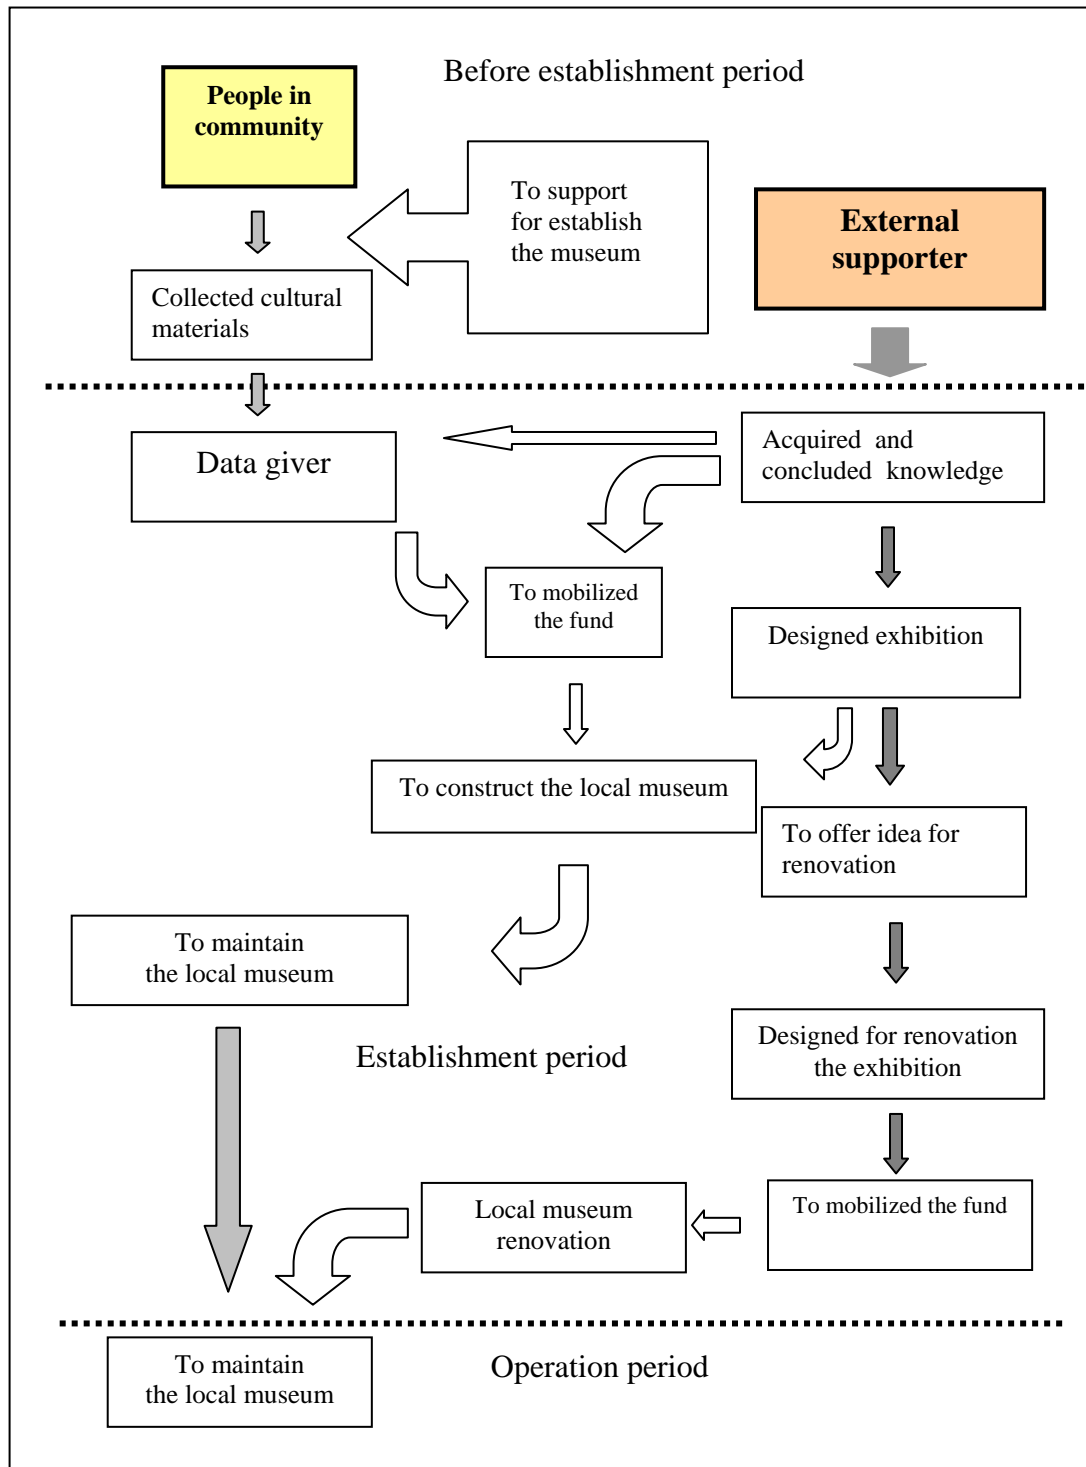 Before establishment period
People in
community
To support
for establish
the museum
External
supporter
Collected cultural
materials
Data giver
Acquired and
concluded knowledge
To mobilized
the fund
Designed exhibition
To construct the local museum
To offer idea for
renovation
To maintain
the local museum
Designed for renovation
the exhibition
Establishment period
Local museum
renovation
To mobilized the fund
To maintain
the local museum
Operation period